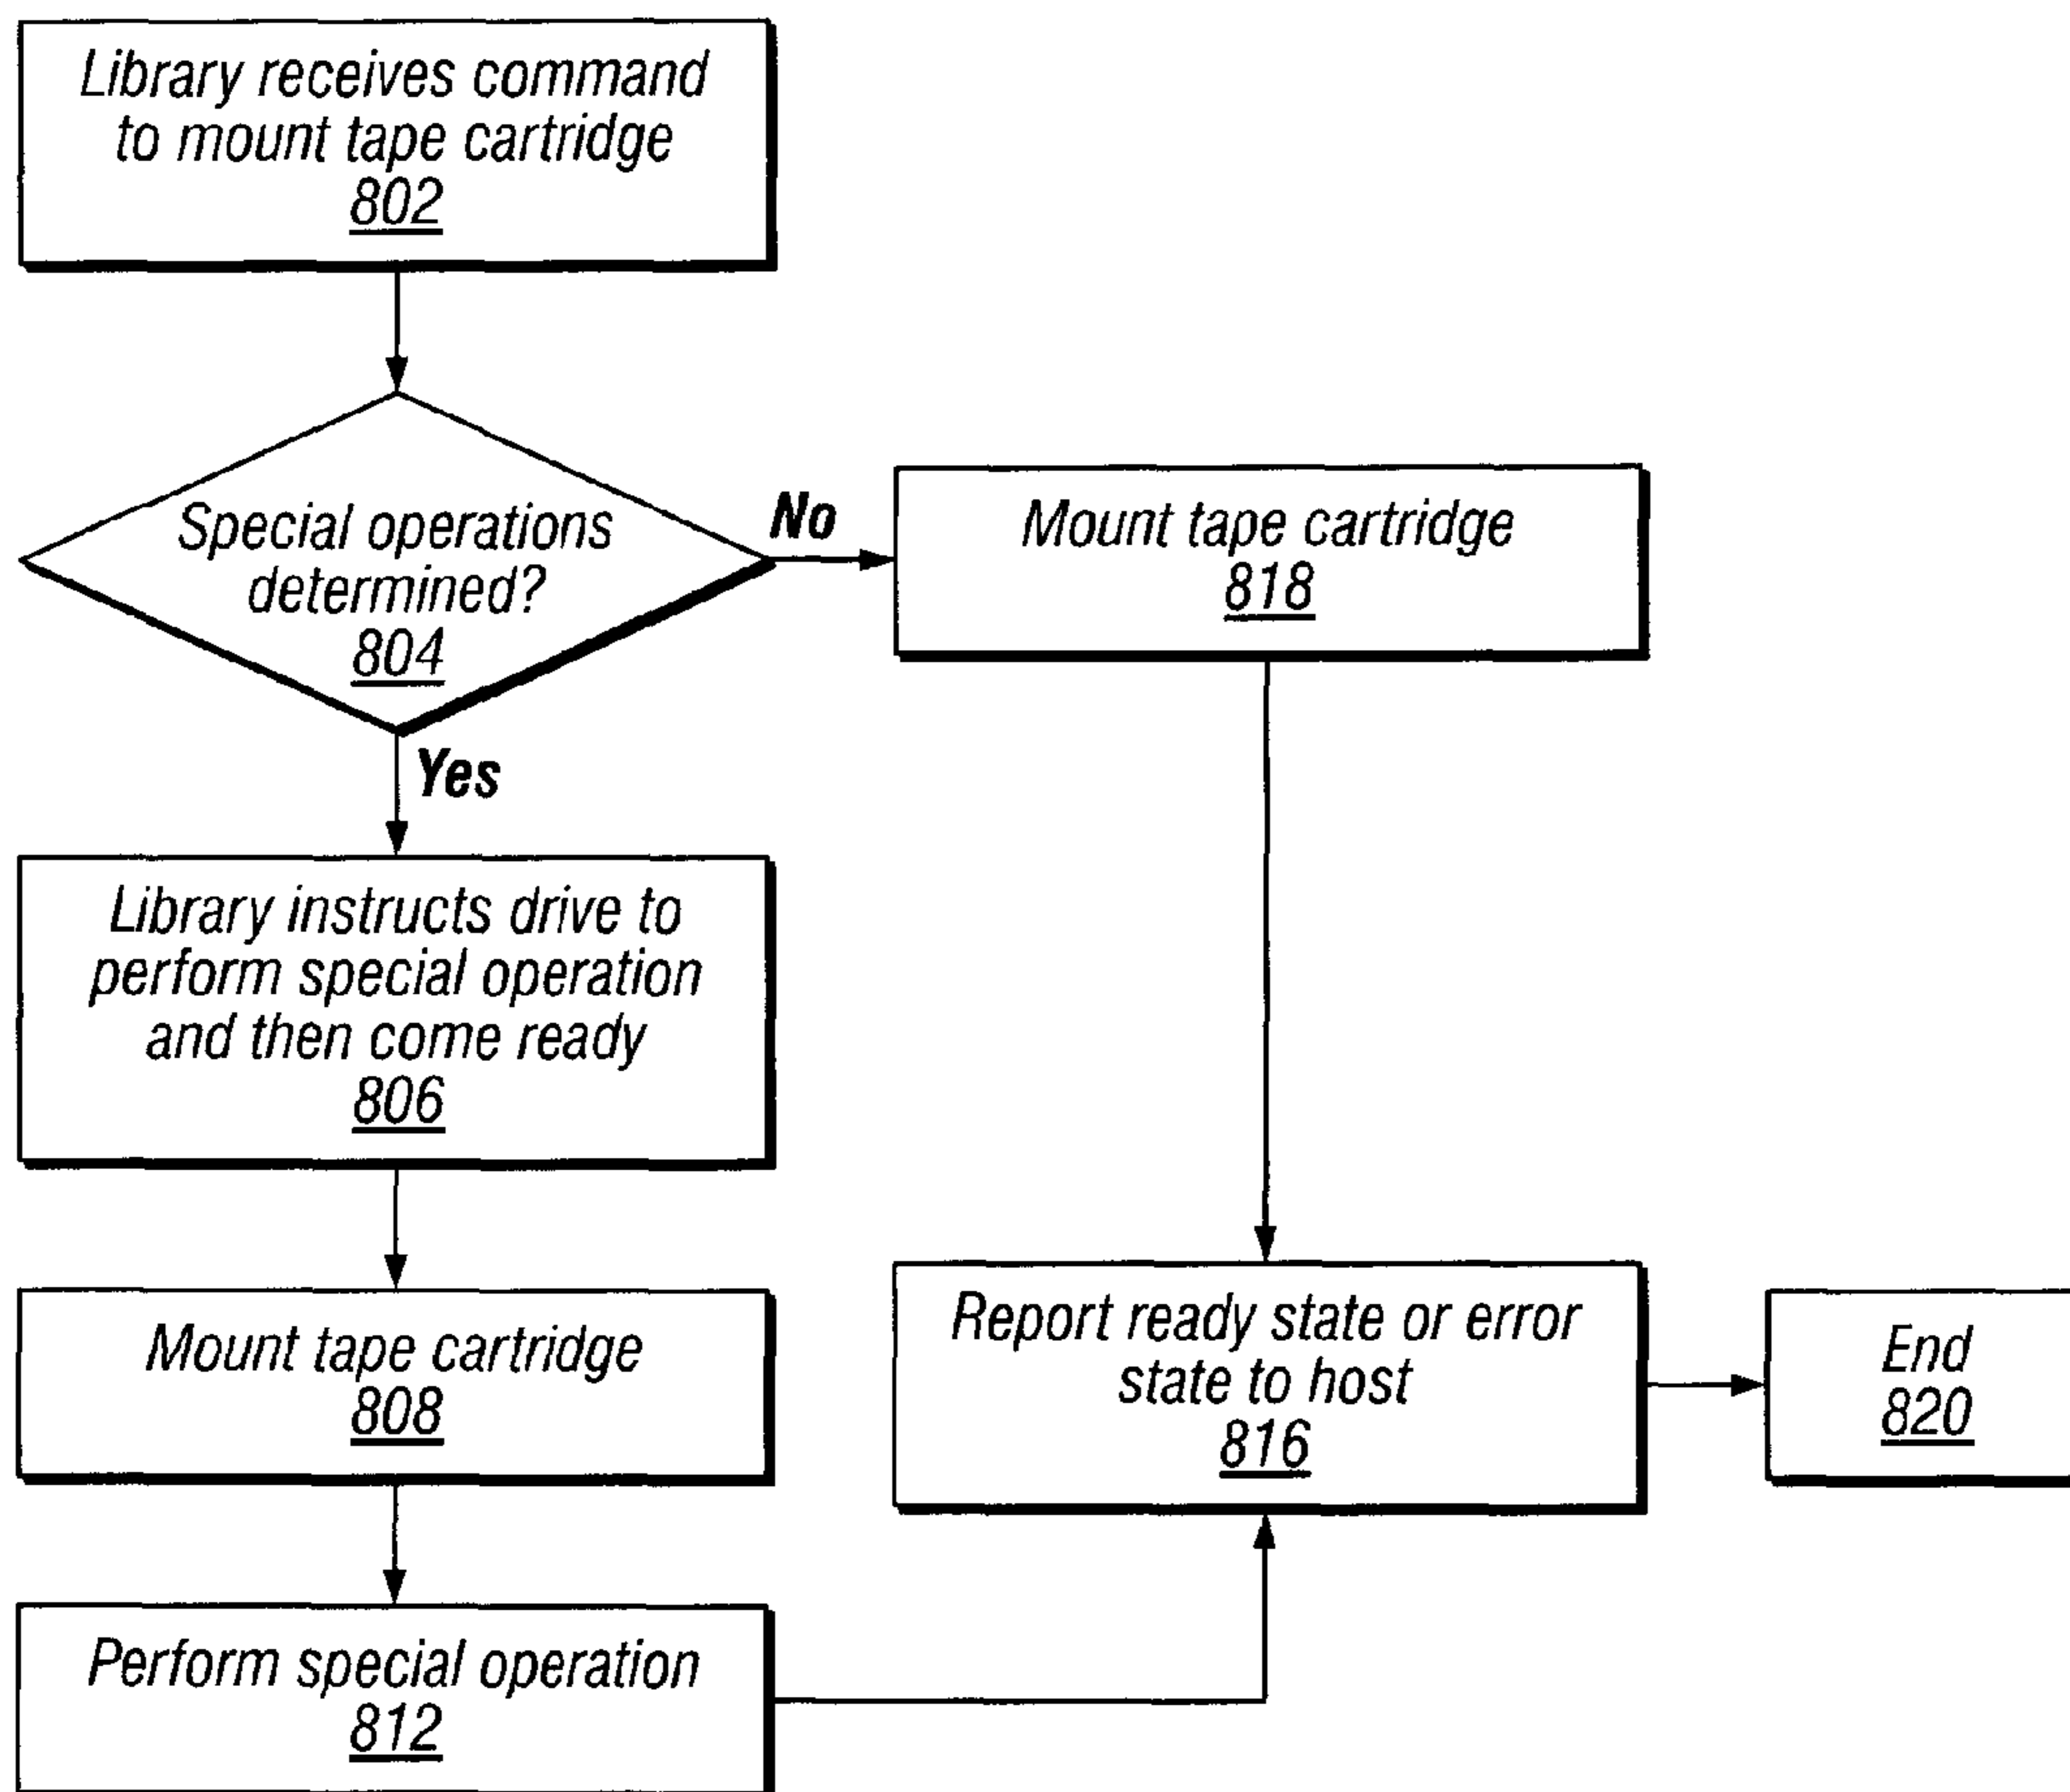 Library receives command
to mount tape cartridge
802
Special operations
determined?
804
No
Mount tape cartridge
818
Yes
Library instructs drive to
perform special operation
and then come ready
806
Mount tape cartridge
808
Report ready state or error
state to host
816
End
820
Perform special operation
812